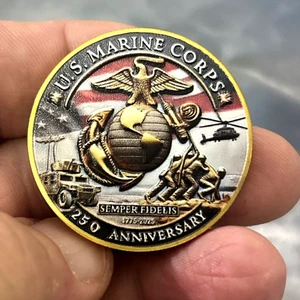 U.S. MARINE CORPS
SEMPER FIDELIS
1775-2025
250 ANNIVERSARY